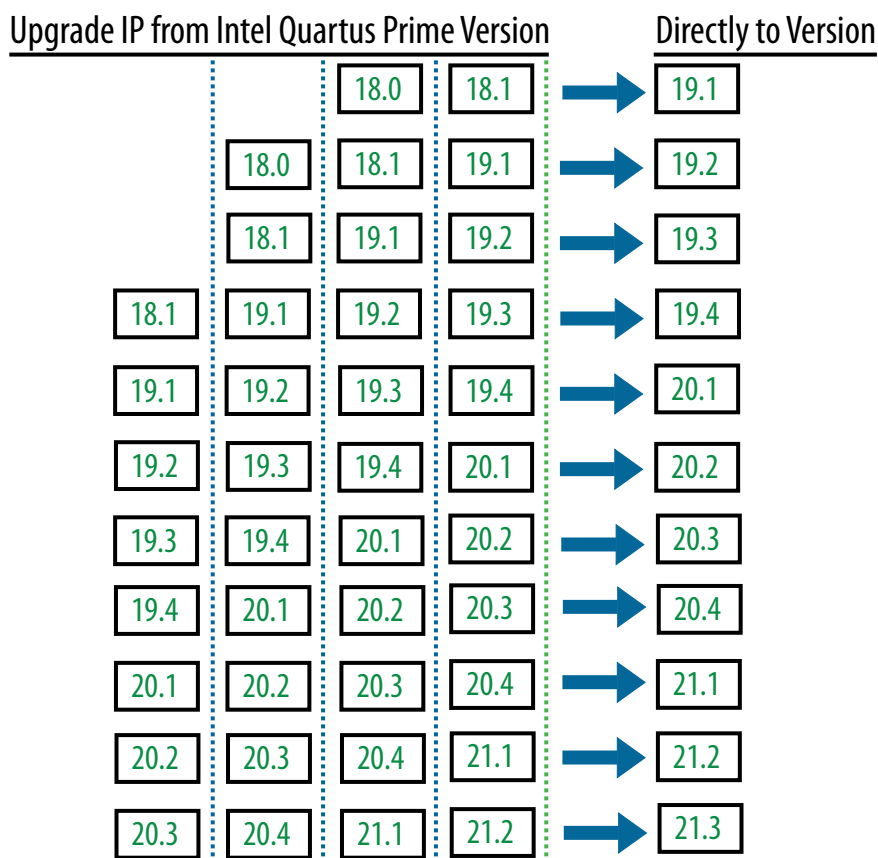 Upgrade IP from Intel Quartus Prime Version Directly to Version
18.0 18.1 19.1
18.0 18.1 19.1 19.2
18.1 19.1 19.2 19.3
18.1 19.1 19.2 19.3 19.4
19.1 19.2 19.3 19.4 20.1
19.2 19.3 19.4 20.1 20.2
19.3 19.4 20.1 20.2 20.3
19.4 20.1 20.2 20.3 20.4
20.1 20.2 20.3 20.4 21.1
20.2 20.3 20.4 21.1 21.2
20.3 20.4 21.1 21.2 21.3